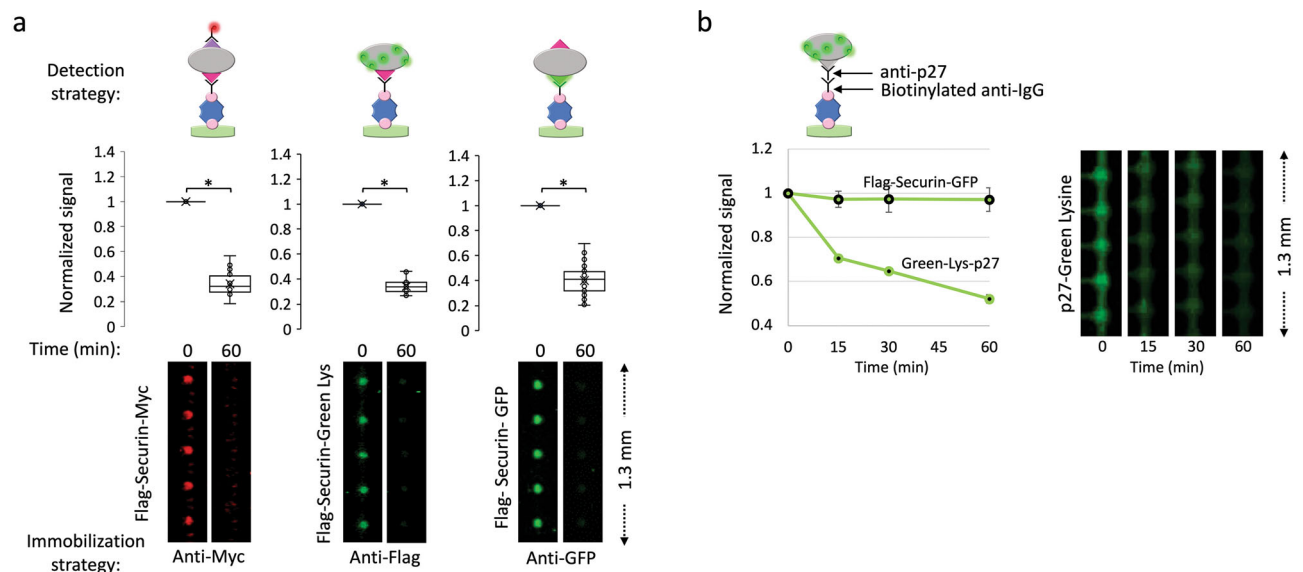 a
Detection
strategy:
Normalized signal
1.4
1.2
1
0.8
0.6
0.4
0.2
0
*
1.4
1.2
1
0.8
0.6
0.4
0.2
0
*
1.4
1.2
1
0.8
0.6
0.4
0.2
0
*
Time (min):
0
60
0
60
0
60
Flag-Securin-Myc
Flag-Securin-Green Lys
Flag- Securin- GFP
1.3 mm
Immobilization
strategy:
Anti-Myc
Anti-Flag
Anti-GFP
b
anti-p27
Biotinylated anti-IgG
Normalized signal
1.2
1
0.8
0.6
0.4
Flag-Securin-GFP
Green-Lys-p27
0
15
30
45
60
Time (min)
p27-Green Lysine
0
15
30
60
Time (min)
1.3 mm